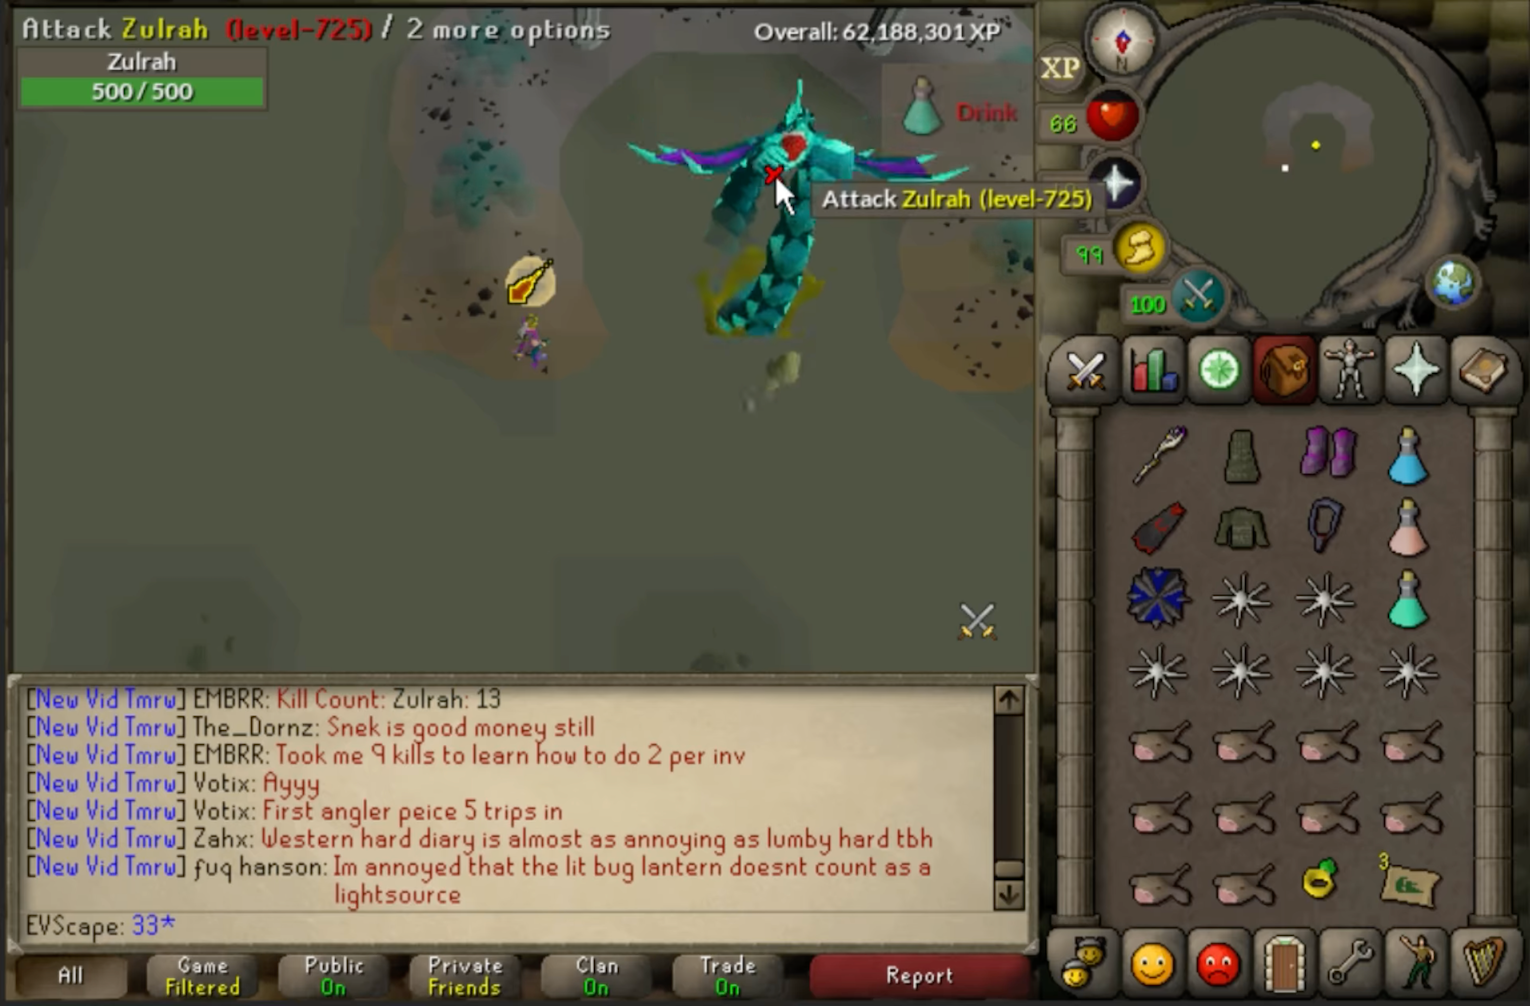 Attack Zulrah (level-725) / 2 more options
Overall: 62,188,301 XP
Zulrah
500 / 500
Drink
Attack Zulrah (level-725)
XP
N
66
99
100
3
[New Vid Tmrw] EMBRR: Kill Count: Zulrah: 13
[New Vid Tmrw] The_Dornz: Snek is good money still
[New Vid Tmrw] EMBRR: Took me 9 kills to learn how to do 2 per inv
[New Vid Tmrw] Votix: Ayyy
[New Vid Tmrw] Votix: First angler peice 5 trips in
[New Vid Tmrw] Zahx: Western hard diary is almost as annoying as lumby hard tbh
[New Vid Tmrw] fuq hanson: Im annoyed that the lit bug lantern doesnt count as a
lightsource
EVScape: 33*
All
Game
Filtered
Public
On
Private
Friends
Clan
On
Trade
On
Report